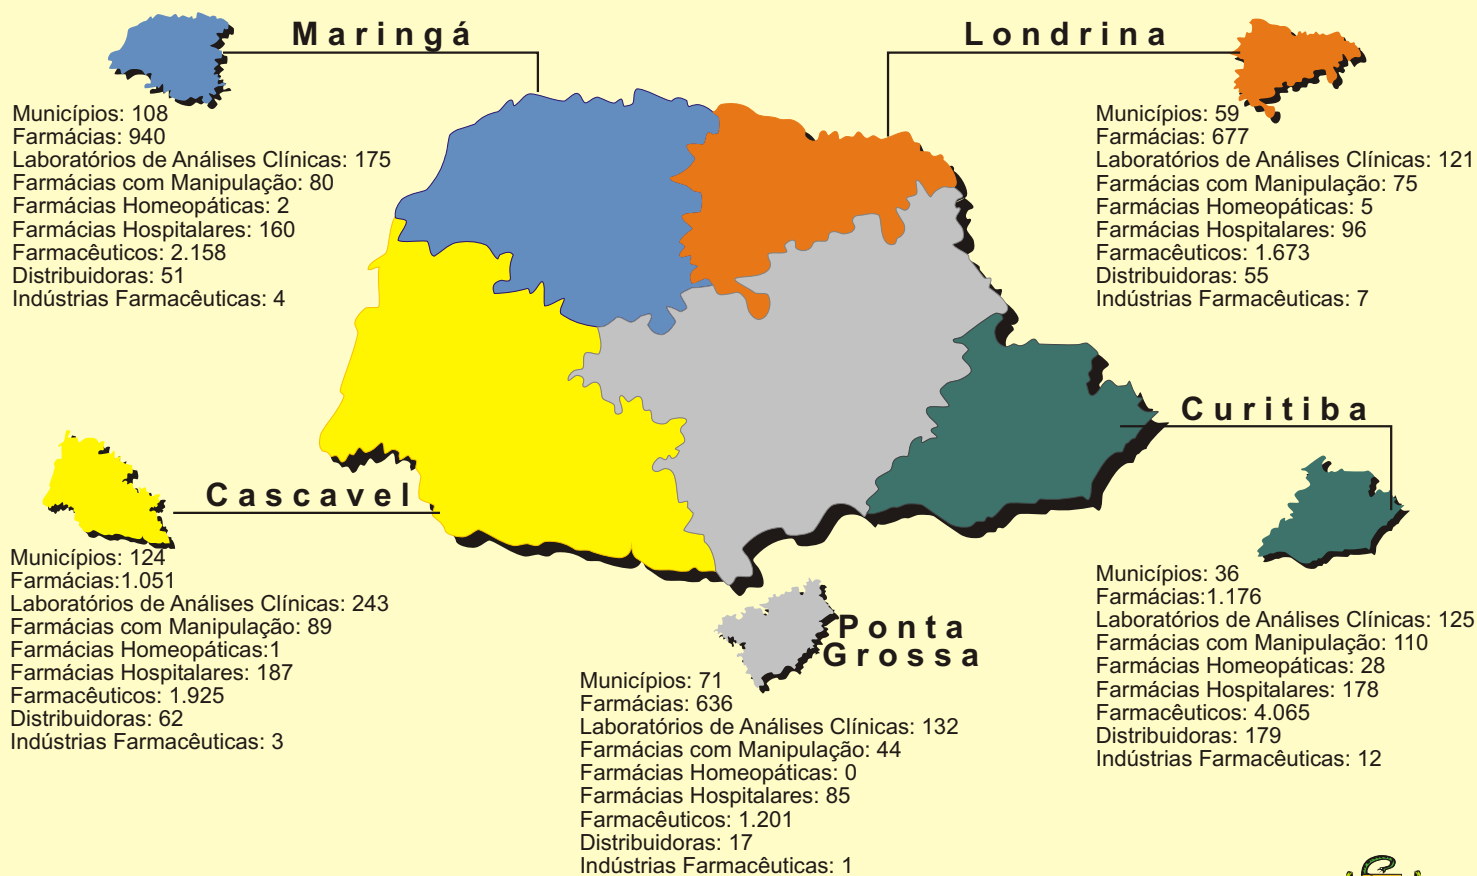 Maringá
Municípios: 108
Farmácias: 940
Laboratórios de Análises Clínicas: 175
Farmácias com Manipulação: 80
Farmácias Homeopáticas: 2
Farmácias Hospitalares: 160
Farmacêuticos: 2.158
Distribuidoras: 51
Indústrias Farmacêuticas: 4
Londrina
Municípios: 59
Farmácias: 677
Laboratórios de Análises Clínicas: 121
Farmácias com Manipulação: 75
Farmácias Homeopáticas: 5
Farmácias Hospitalares: 96
Farmacêuticos: 1.673
Distribuidoras: 55
Indústrias Farmacêuticas: 7
Cascavel
Municípios: 124
Farmácias:1.051
Laboratórios de Análises Clínicas: 243
Farmácias com Manipulação: 89
Farmácias Homeopáticas:1
Farmácias Hospitalares: 187
Farmacêuticos: 1.925
Distribuidoras: 62
Indústrias Farmacêuticas: 3
Ponta
Grossa
Municípios: 71
Farmácias: 636
Laboratórios de Análises Clínicas: 132
Farmácias com Manipulação: 44
Farmácias Homeopáticas: 0
Farmácias Hospitalares: 85
Farmacêuticos: 1.201
Distribuidoras: 17
Indústrias Farmacêuticas: 1
Curitiba
Municípios: 36
Farmácias:1.176
Laboratórios de Análises Clínicas: 125
Farmácias com Manipulação: 110
Farmácias Homeopáticas: 28
Farmácias Hospitalares: 178
Farmacêuticos: 4.065
Distribuidoras: 179
Indústrias Farmacêuticas: 12